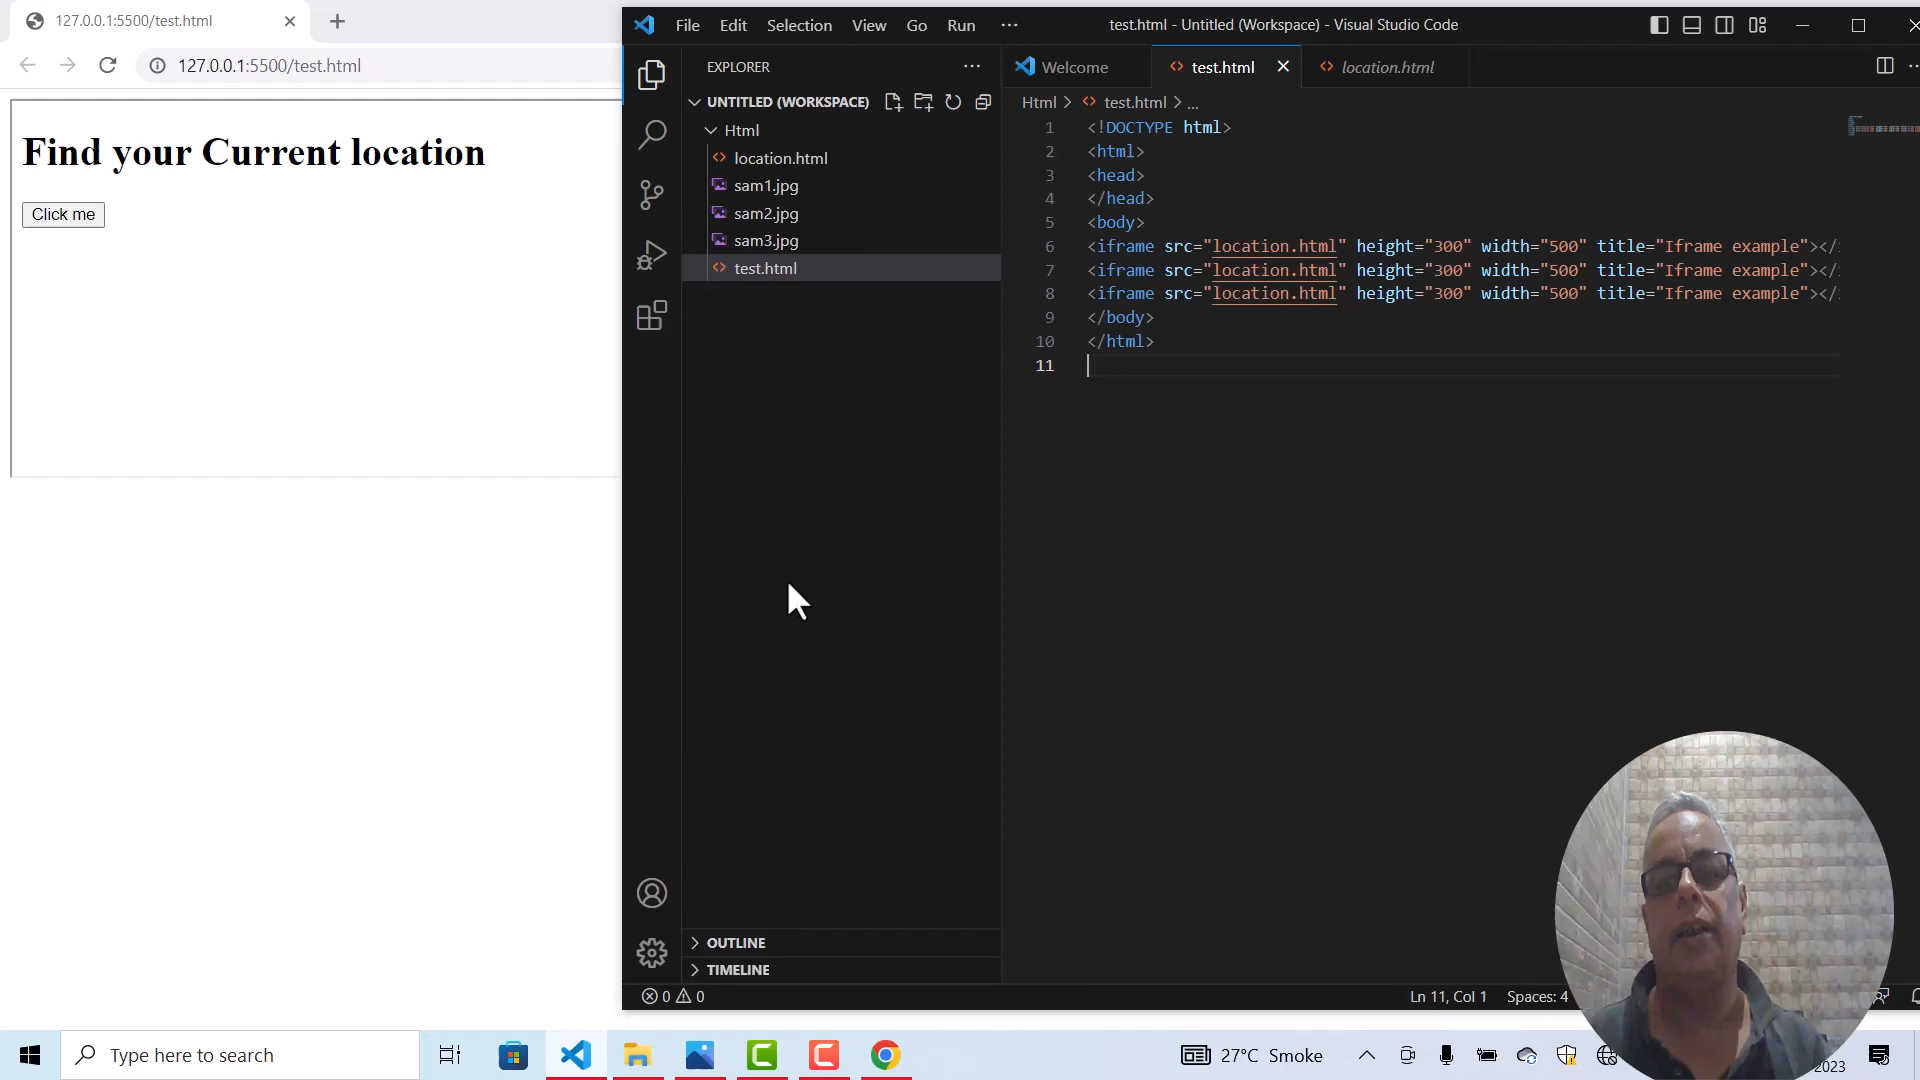 127.0.0.1:5500/test.html
127.0.0.1:5500/test.html
Find your Current location
Click me
File Edit Selection View Go Run
test.html - Untitled (Workspace) - Visual Studio Code
EXPLORER
UNTITLED (WORKSPACE)
Html
location.html
sam1.jpg
sam2.jpg
sam3.jpg
test.html
OUTLINE
TIMELINE
Welcome
test.html
location.html
Html > test.html > ...
1 <!DOCTYPE html>
2 <html>
3 <head>
4 </head>
5 <body>
6 <iframe src="location.html" height="300" width="500" title="Iframe example"></
7 <iframe src="location.html" height="300" width="500" title="Iframe example"></
8 <iframe src="location.html" height="300" width="500" title="Iframe example"></
9 </body>
10 </html>
11
0 0
Ln 11, Col 1 Spaces: 4
Type here to search
27°C Smoke
2023